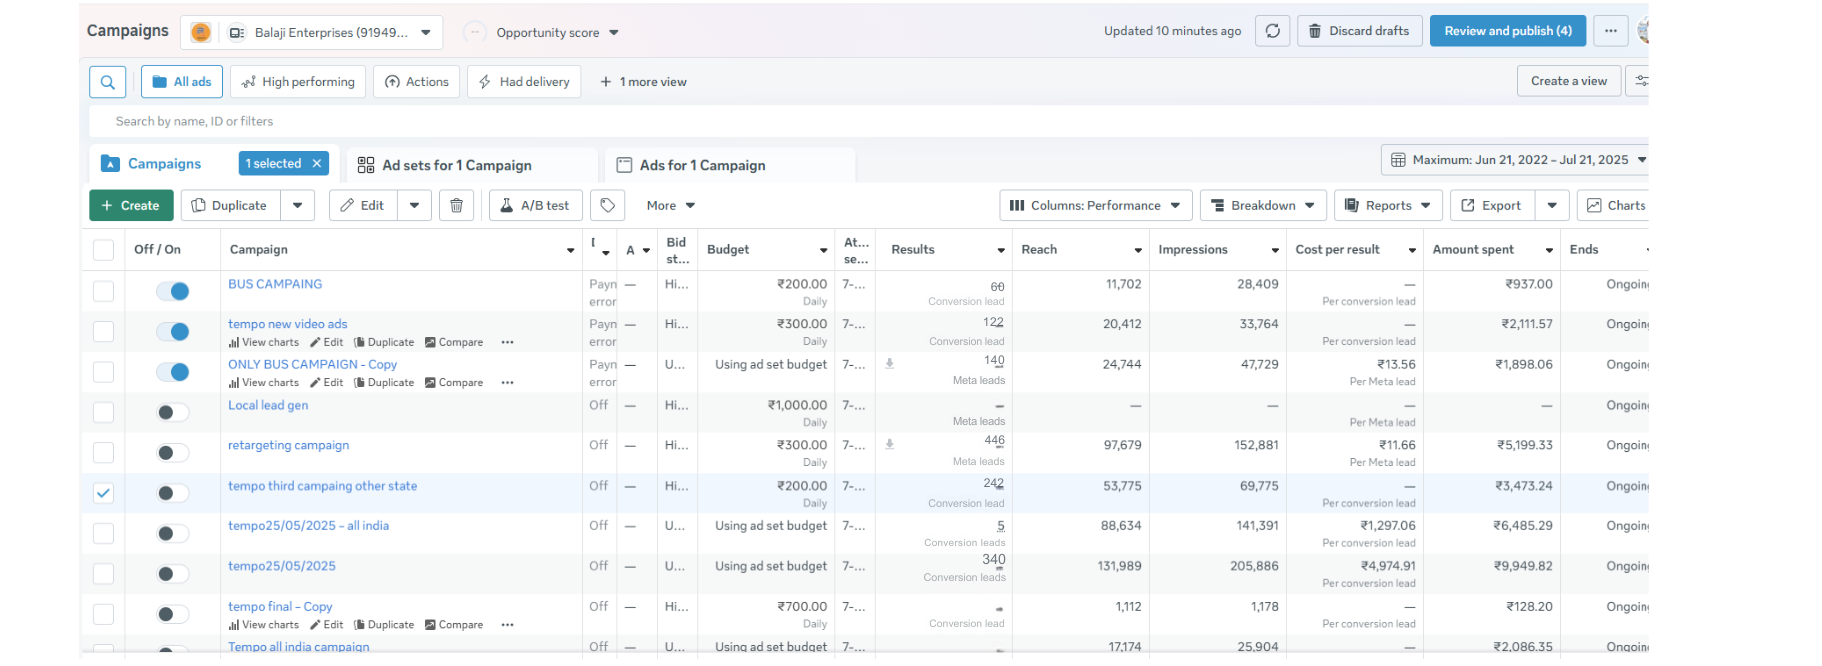 Campaigns
Balaji Enterprises (91949...
Opportunity score
Updated 10 minutes ago
Discard drafts
Review and publish (4)
All ads
High performing
Actions
Had delivery
+ 1 more view
Create a view
Search by name, ID or filters
Campaigns
1 selected
Ad sets for 1 Campaign
Ads for 1 Campaign
Maximum: Jun 21, 2022 – Jul 21, 2025
+ Create
Duplicate
Edit
A/B test
More
Columns: Performance
Breakdown
Reports
Export
Charts
Off / On
Campaign
A
Bid st...
Budget
At... se...
Results
Reach
Impressions
Cost per result
Amount spent
Ends
BUS CAMPAING Payn — Hi... ₹200.00 7-... 60 11,702 28,409 — ₹937.00 Ongoin
error Daily Conversion lead Per conversion lead
tempo new video ads Payn — Hi... ₹300.00 7-... 122 20,412 33,764 — ₹2,111.57 Ongoin
View charts Edit Duplicate Compare ... error Daily Conversion lead Per conversion lead
ONLY BUS CAMPAIGN - Copy Payn — U... Using ad set budget 7-... 140 24,744 47,729 ₹13.56 ₹1,898.06 Ongoin
View charts Edit Duplicate Compare ... error Meta leads Per Meta lead
Local lead gen Off — Hi... ₹1,000.00 7-... — — — — — Ongoin
Daily Meta leads Per Meta lead
retargeting campaign Off — Hi... ₹300.00 7-... 446 97,679 152,881 ₹11.66 ₹5,199.33 Ongoin
Daily Meta leads Per Meta lead
tempo third campaing other state Off — Hi... ₹200.00 7-... 242 53,775 69,775 — ₹3,473.24 Ongoin
Daily Conversion lead Per conversion lead
tempo25/05/2025 – all india Off — U... Using ad set budget 7-... 5 88,634 141,391 ₹1,297.06 ₹6,485.29 Ongoin
Conversion leads Per conversion lead
tempo25/05/2025 Off — U... Using ad set budget 7-... 340 131,989 205,886 ₹4,974.91 ₹9,949.82 Ongoin
Conversion leads Per conversion lead
tempo final – Copy Off — Hi... ₹700.00 7-... — 1,112 1,178 — ₹128.20 Ongoin
View charts Edit Duplicate Compare ... Daily Conversion lead Per conversion lead
Tempo all india campaign Off — U... Using ad set budget 7-... — 17,174 25,904 — ₹2,086.35 Ongoin